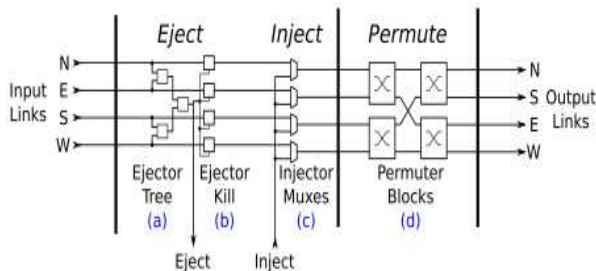 Eject Inject Permute
N N
Input E S Output
Links S E Links
W W
Ejector Ejector Injector Permuter
Tree Kill Muxes Blocks
(a) (b) (c) (d)
Eject Inject